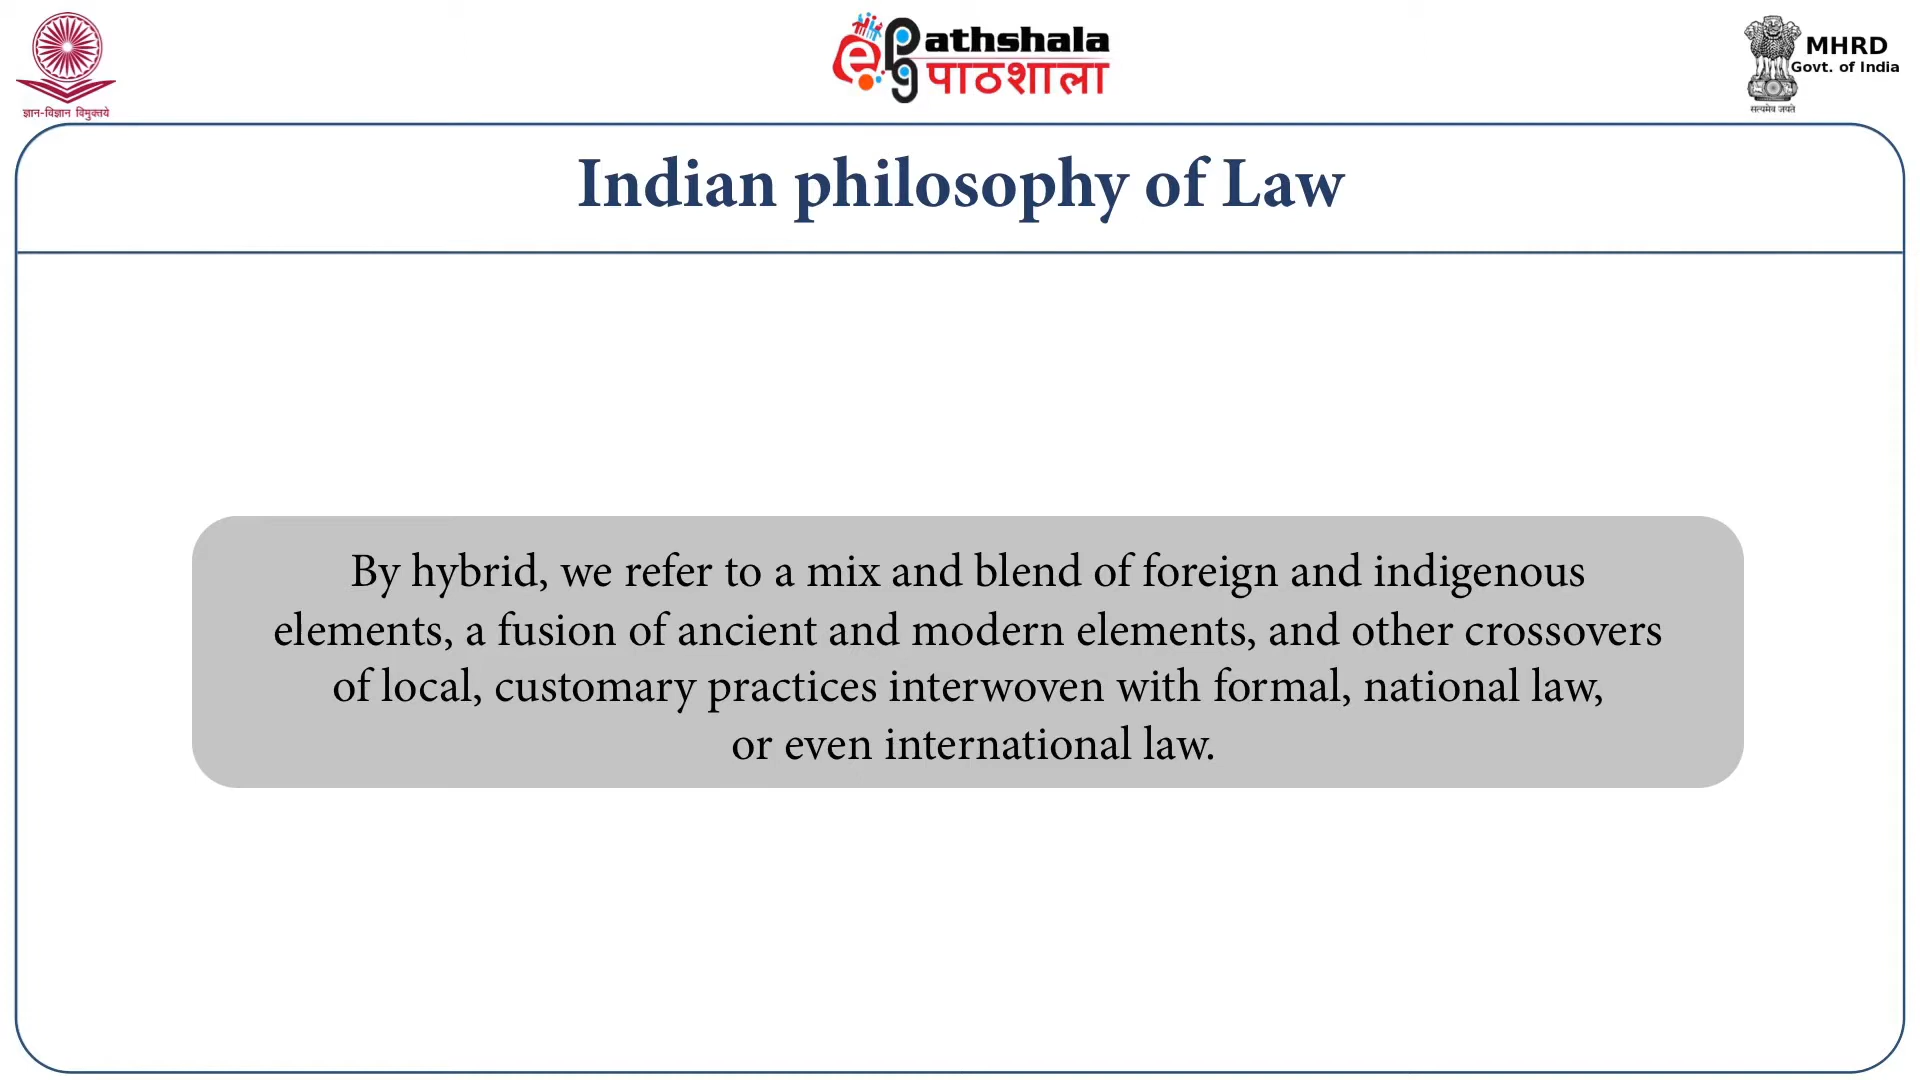 ज्ञान-विज्ञान विमुक्तये
e Pathshala
pg पाठशाला
MHRD
Govt. of India
सत्यमेव जयते
Indian philosophy of Law
By hybrid, we refer to a mix and blend of foreign and indigenous
elements, a fusion of ancient and modern elements, and other crossovers
of local, customary practices interwoven with formal, national law,
or even international law.